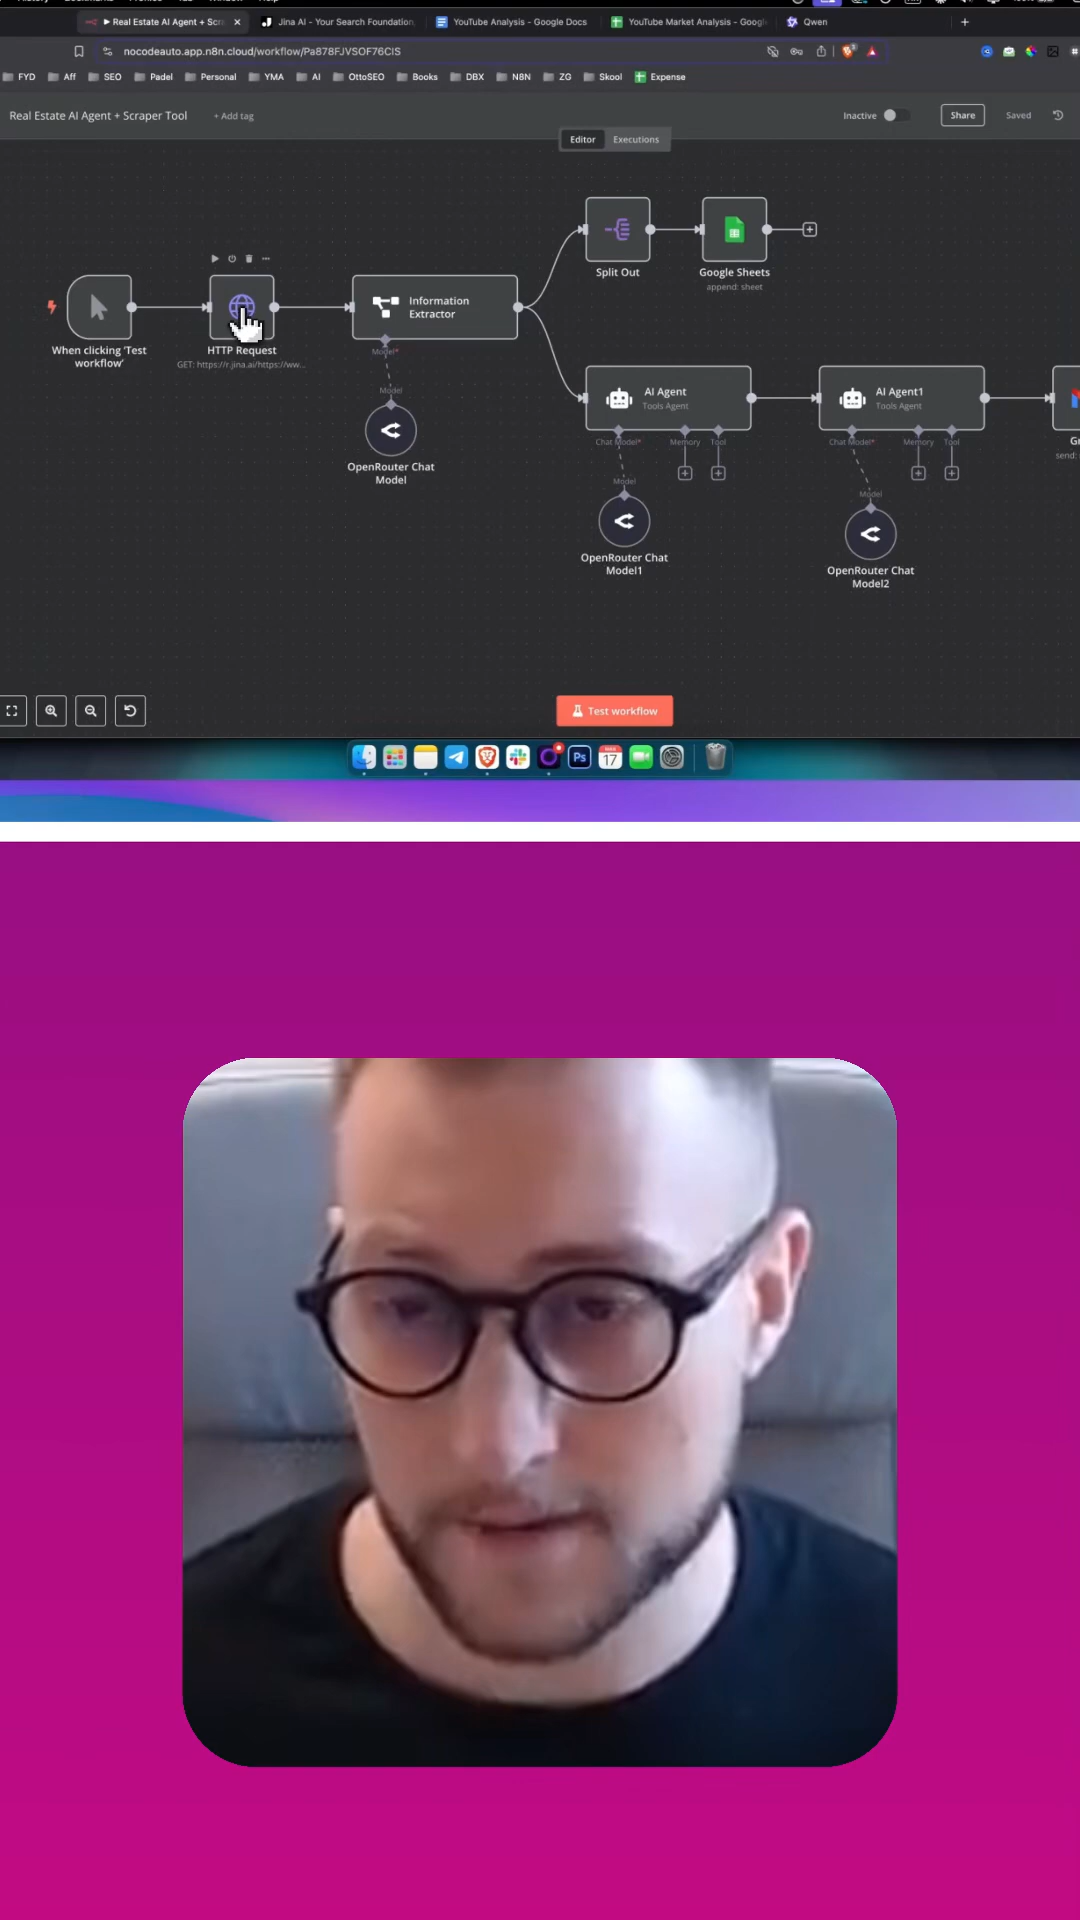 Real Estate AI Agent + Scra
Jina AI - Your Search Foundation
YouTube Analysis - Google Docs
YouTube Market Analysis - Googl
Qwen
nocodeauto.app.n8n.cloud/workflow/Pa878FJVSOF76CIS
FYD
Aff
SEO
Padel
Personal
YMA
AI
OttoSEO
Books
DBX
N8N
ZG
Skool
Expense
Real Estate AI Agent + Scraper Tool
+ Add tag
Inactive
Share
Saved
Editor
Executions
Split Out
Google Sheets
append: sheet
When clicking 'Test
workflow'
HTTP Request
GET: https://r.jina.ai/https://ww...
Information
Extractor
Model*
Model
OpenRouter Chat
Model
AI Agent
Tools Agent
Chat Model*
Memory
Tool
Model
OpenRouter Chat
Model1
AI Agent1
Tools Agent
Chat Model*
Memory
Tool
Model
OpenRouter Chat
Model2
send:
Test workflow
Ps
17